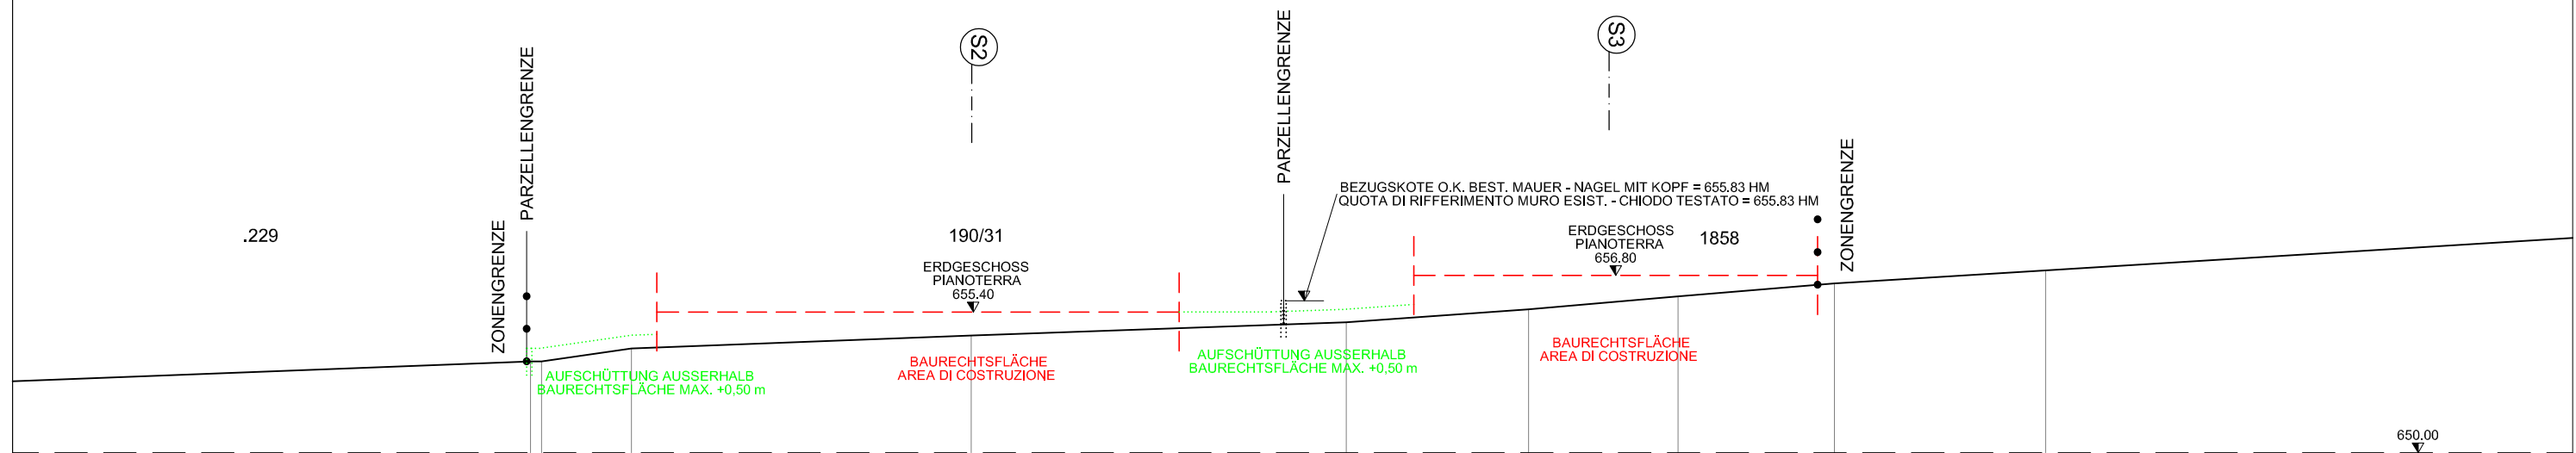 S2
S3
PARZELLENGRENZE
PARZELLENGRENZE
ZONENGRENZE
ZONENGRENZE
BEZUGSKOTE O.K. BEST. MAUER - NAGEL MIT KOPF = 655.83 HM
QUOTA DI RIFFERIMENTO MURO ESIST. - CHIODO TESTATO = 655.83 HM
.229
190/31
1858
ERDGESCHOSS
PIANOTERRA
656.80
ERDGESCHOSS
PIANOTERRA
655.40
BAURECHTSFLÄCHE
AREA DI COSTRUZIONE
AUFSCHÜTTUNG AUSSERHALB
BAURECHTSFLÄCHE MAX. +0,50 m
BAURECHTSFLÄCHE
AREA DI COSTRUZIONE
AUFSCHÜTTUNG AUSSERHALB
BAURECHTSFLÄCHE MAX. +0,50 m
650.00